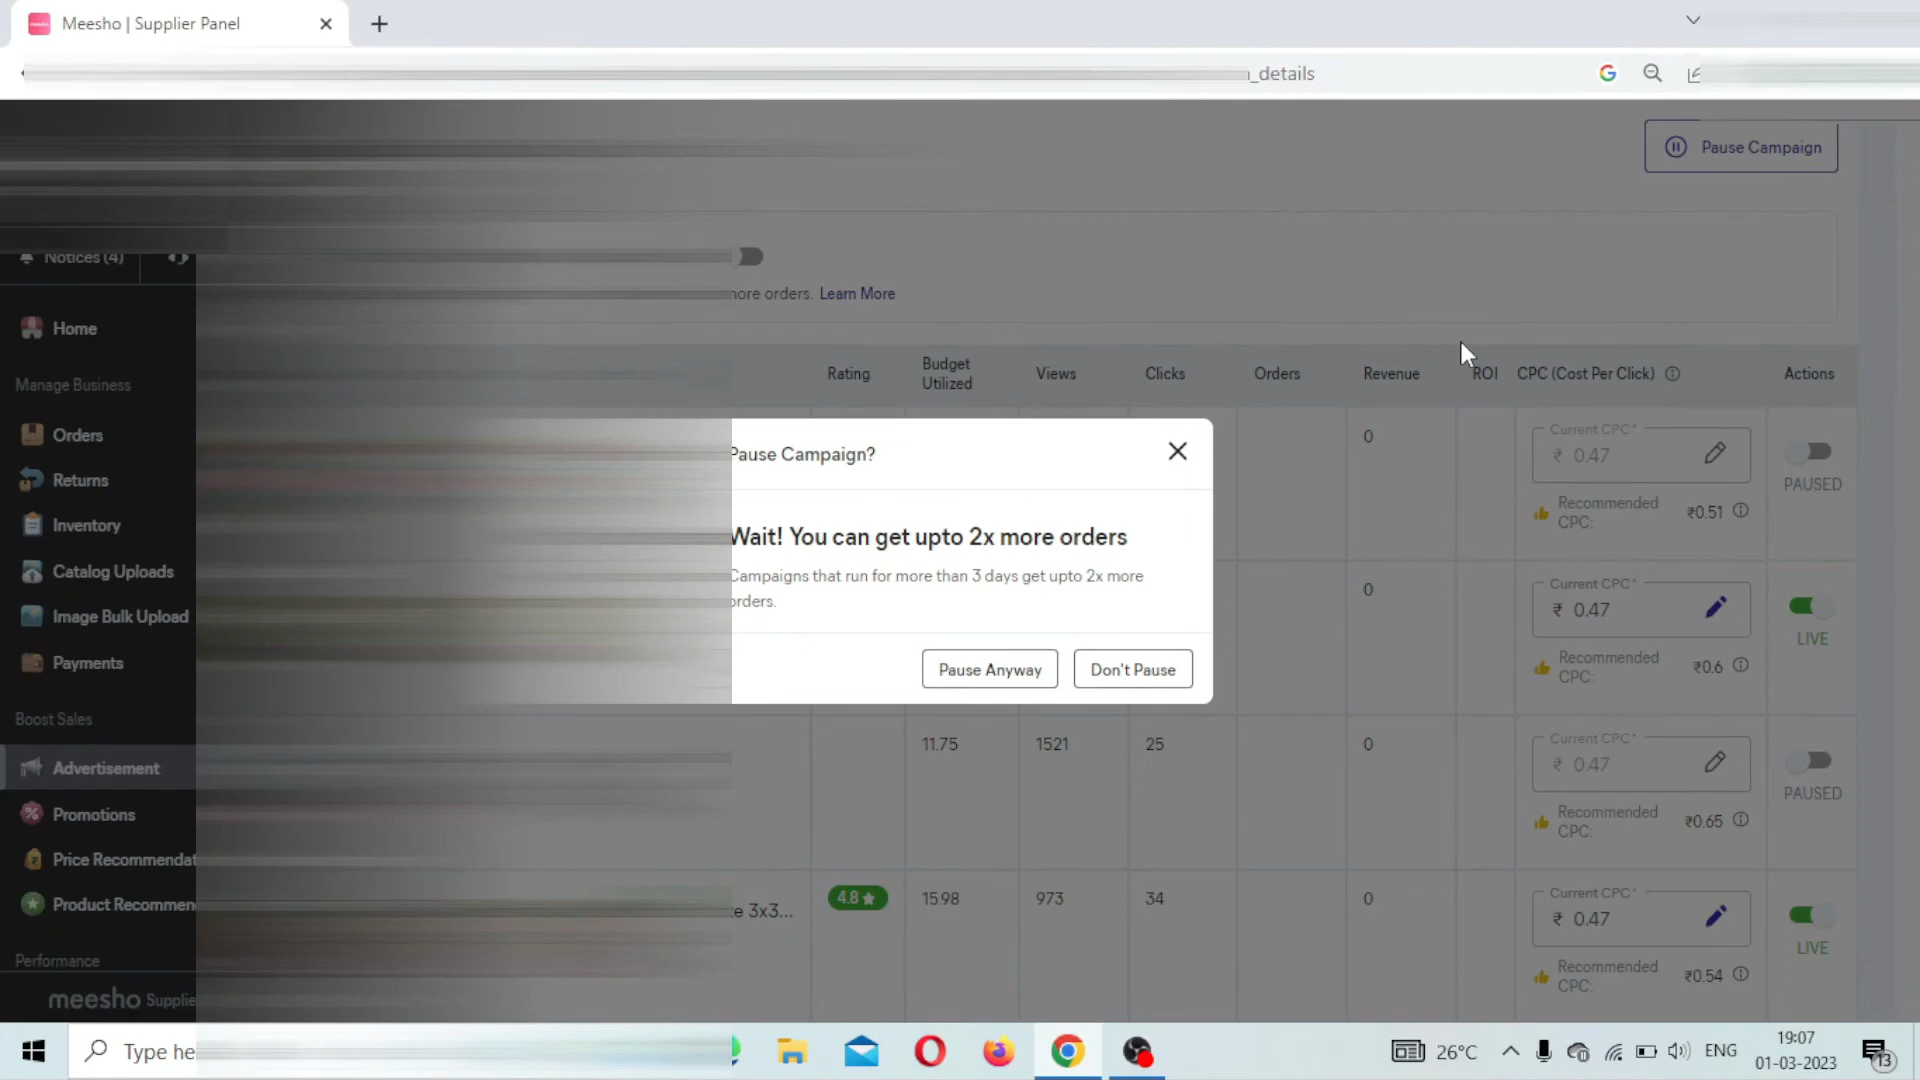 Meesho | Supplier Panel
_details
Pause Campaign
Notices (4)
more orders. Learn More
Home
Manage Business
Orders
Returns
Inventory
Catalog Uploads
Image Bulk Upload
Payments
Boost Sales
Advertisement
Promotions
Price Recommendat
Product Recommen
Performance
meesho Supplie
Rating
Budget
Utilized
Views
Clicks
Orders
Revenue
ROI
CPC (Cost Per Click)
Actions
0
Current CPC*
₹ 0.47
Recommended
CPC:
₹0.51
PAUSED
0
Current CPC*
₹ 0.47
Recommended
CPC:
₹0.6
LIVE
Pause Campaign?
Wait! You can get upto 2x more orders
Campaigns that run for more than 3 days get upto 2x more
orders.
Pause Anyway
Don't Pause
11.75
1521
25
0
Current CPC*
₹ 0.47
Recommended
CPC:
₹0.65
PAUSED
te 3x3...
4.8
15.98
973
34
0
Current CPC*
₹ 0.47
Recommended
CPC:
₹0.54
LIVE
Type he
26°C
ENG
19:07
01-03-2023
13